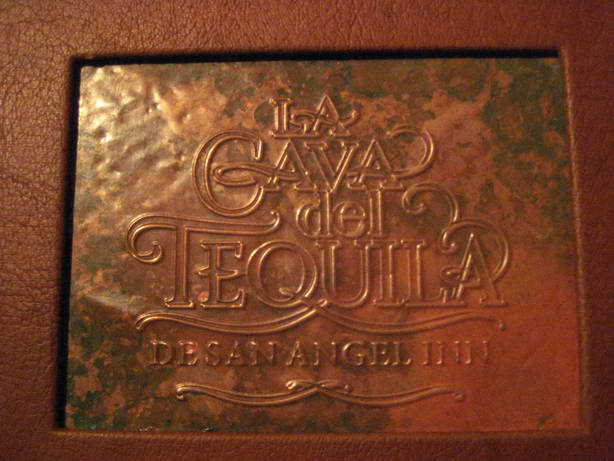 LA
CAVA
del
TEQUILA
DE SAN ANGEL INN